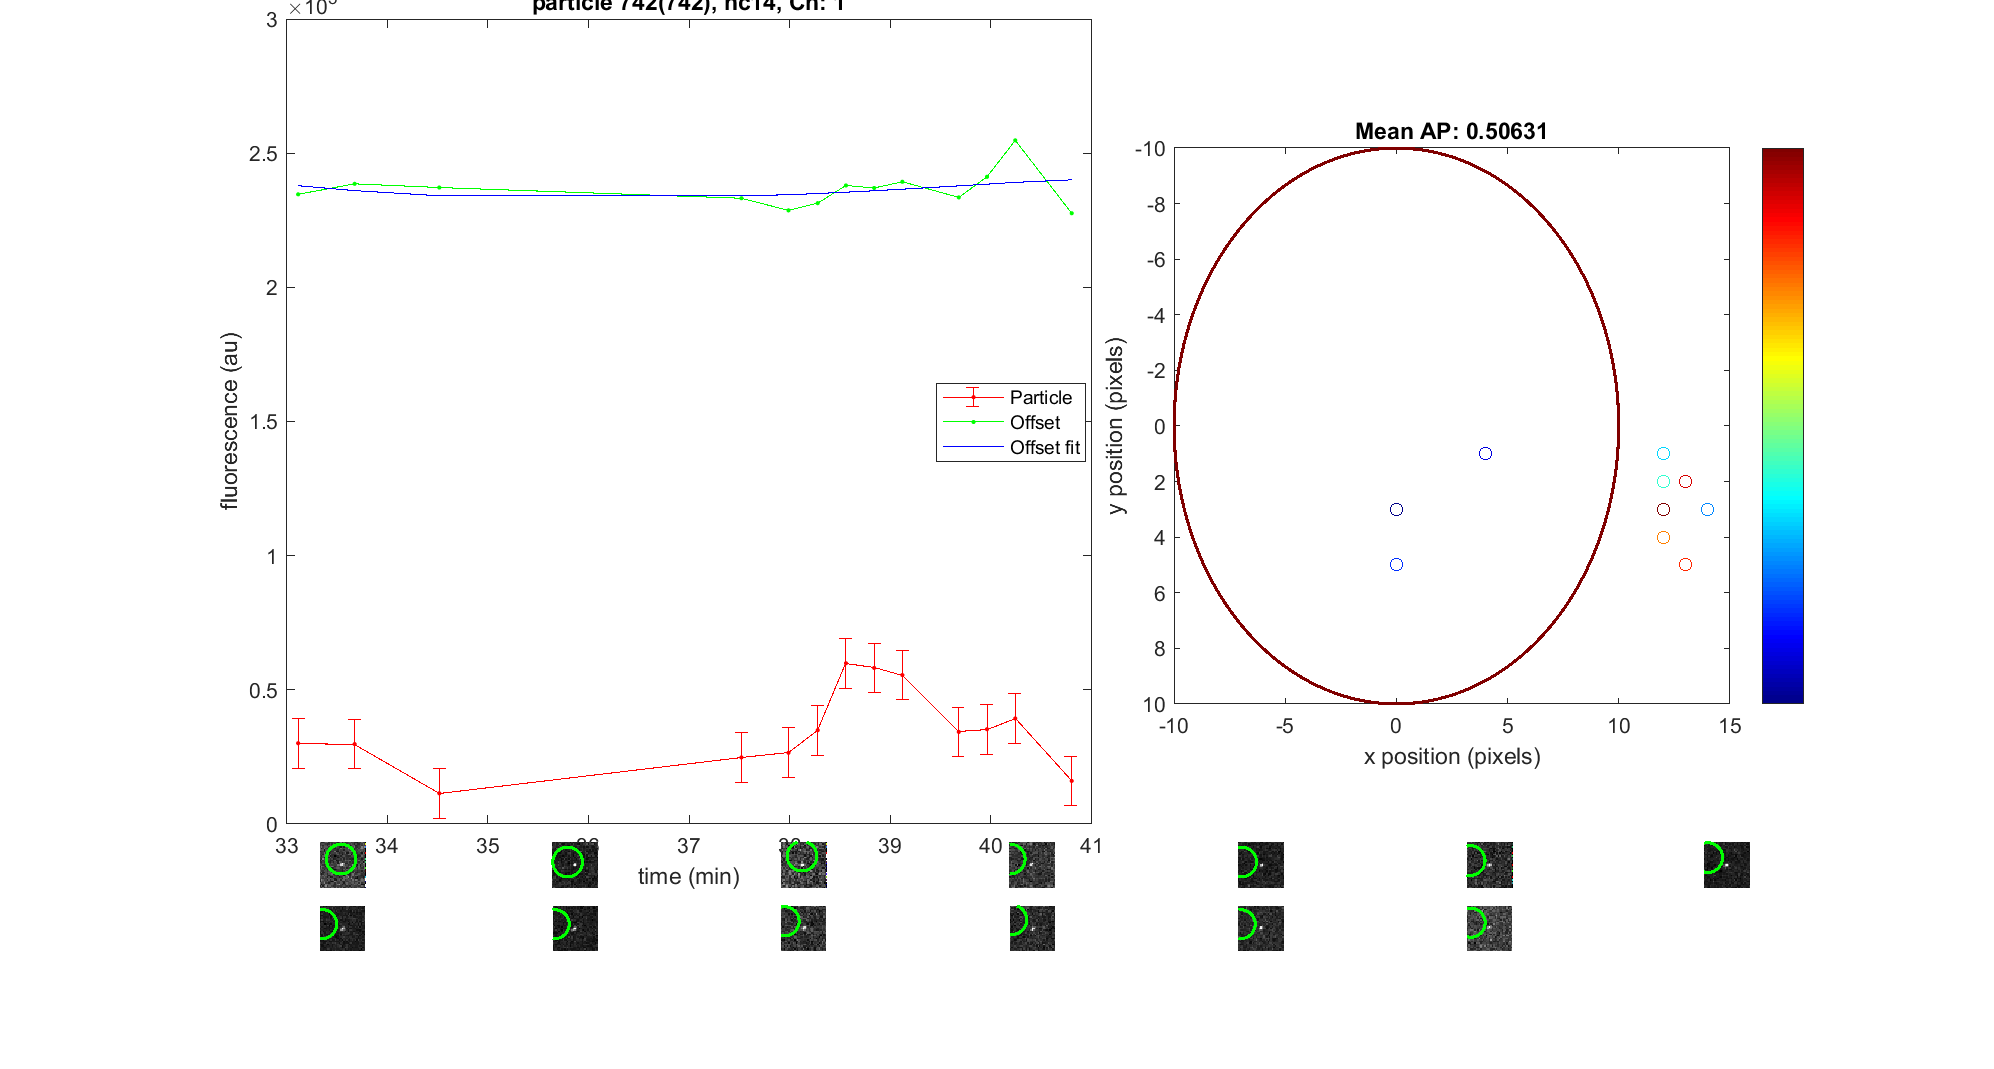 particle 742(742), nc14, Ch: 1
3
2.5
2
1.5
1
0.5
0
fluorescence (au)
33 34 35 37 39 40 41
time (min)
Particle
Offset
Offset fit
Mean AP: 0.50631
-10
-8
-6
-4
-2
0
2
4
6
8
10
y position (pixels)
-10 -5 0 5 10 15
x position (pixels)